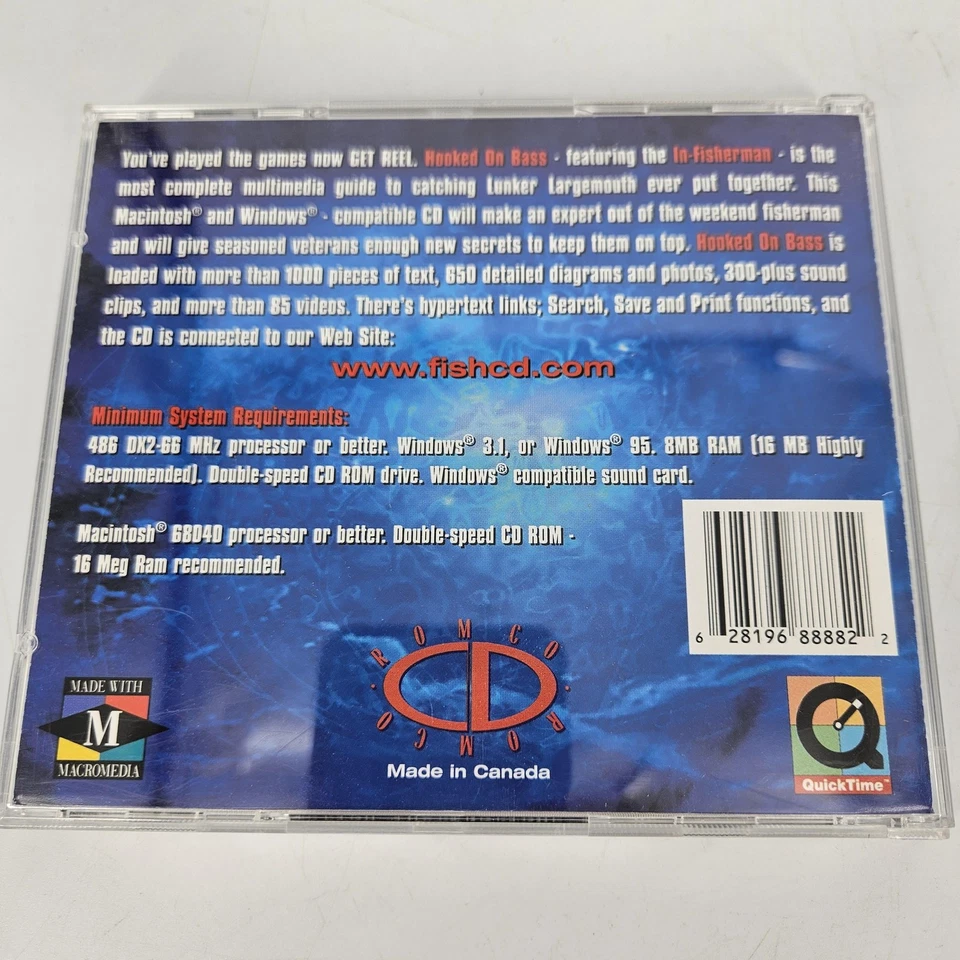 You've played the games now GET REEL. Hooked On Bass - featuring the In-Fisherman - is the
most complete multimedia guide to catching Lunker Largemouth ever put together. This
Macintosh® and Windows® - compatible CD will make an expert out of the weekend fisherman
and will give seasoned veterans enough new secrets to keep them on top. Hooked On Bass is
loaded with more than 1000 pieces of text, 650 detailed diagrams and photos, 300-plus sound
clips, and more than 85 videos. There's hypertext links; Search, Save and Print functions, and
the CD is connected to our Web Site:
www.fishcd.com
Minimum System Requirements:
486 DX2-66 MHz processor or better. Windows® 3.1, or Windows® 95. 8MB RAM (16 MB Highly
Recommended). Double-speed CD ROM drive. Windows® compatible sound card.
Macintosh® 68040 processor or better. Double-speed CD ROM -
16 Meg Ram recommended.
6 28196 88882 2
ROMCO
CD
ROMCO
Made in Canada
MADE WITH
M
MACROMEDIA
QuickTime™